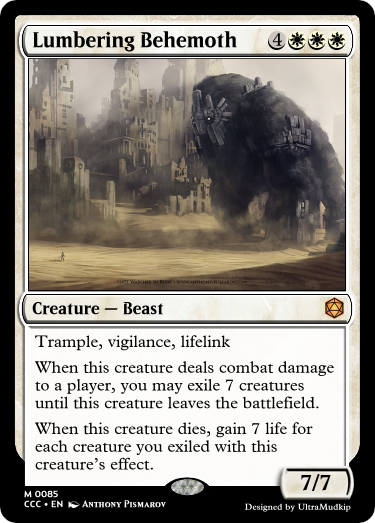 Lumbering Behemoth 4
Creature — Beast
Trample, vigilance, lifelink
When this creature deals combat damage
to a player, you may exile 7 creatures
until this creature leaves the battlefield.
When this creature dies, gain 7 life for
each creature you exiled with this
creature's effect.
7/7
M 0085
CCC • EN Anthony Pismarov
Designed by UltraMudkip